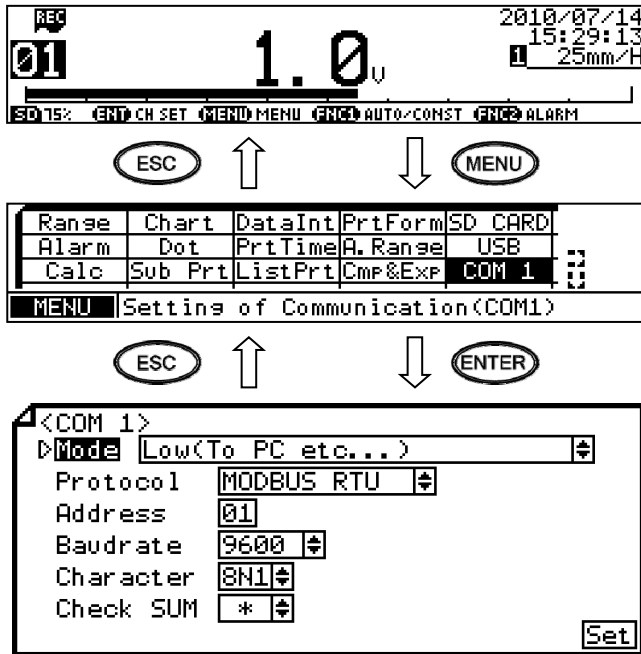 REC
2010/07/14
15:29:13
01 1.0V 1 25mm/H
SD 75% ENT CH SET MENU MENU FNC1 AUTO/CONST FNC2 ALARM
ESC MENU
Range Chart DataInt PrtForm SD CARD
Alarm Dot PrtTime A.Range USB
Calc Sub Prt ListPrt Cmp&Exp COM 1
MENU Setting of Communication(COM1)
ESC ENTER
<COM 1>
Mode Low(To PC etc...)
Protocol MODBUS RTU
Address 01
Baudrate 9600
Character 8N1
Check SUM *
Set